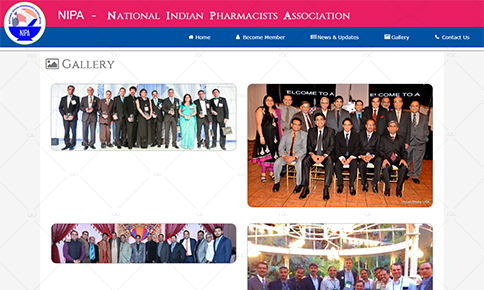 NIPA - National Indian Pharmacists Association
NIPA
Home Become Member News & Updates Gallery Contact Us
Gallery
ELCOME TO A ELCOME TO A